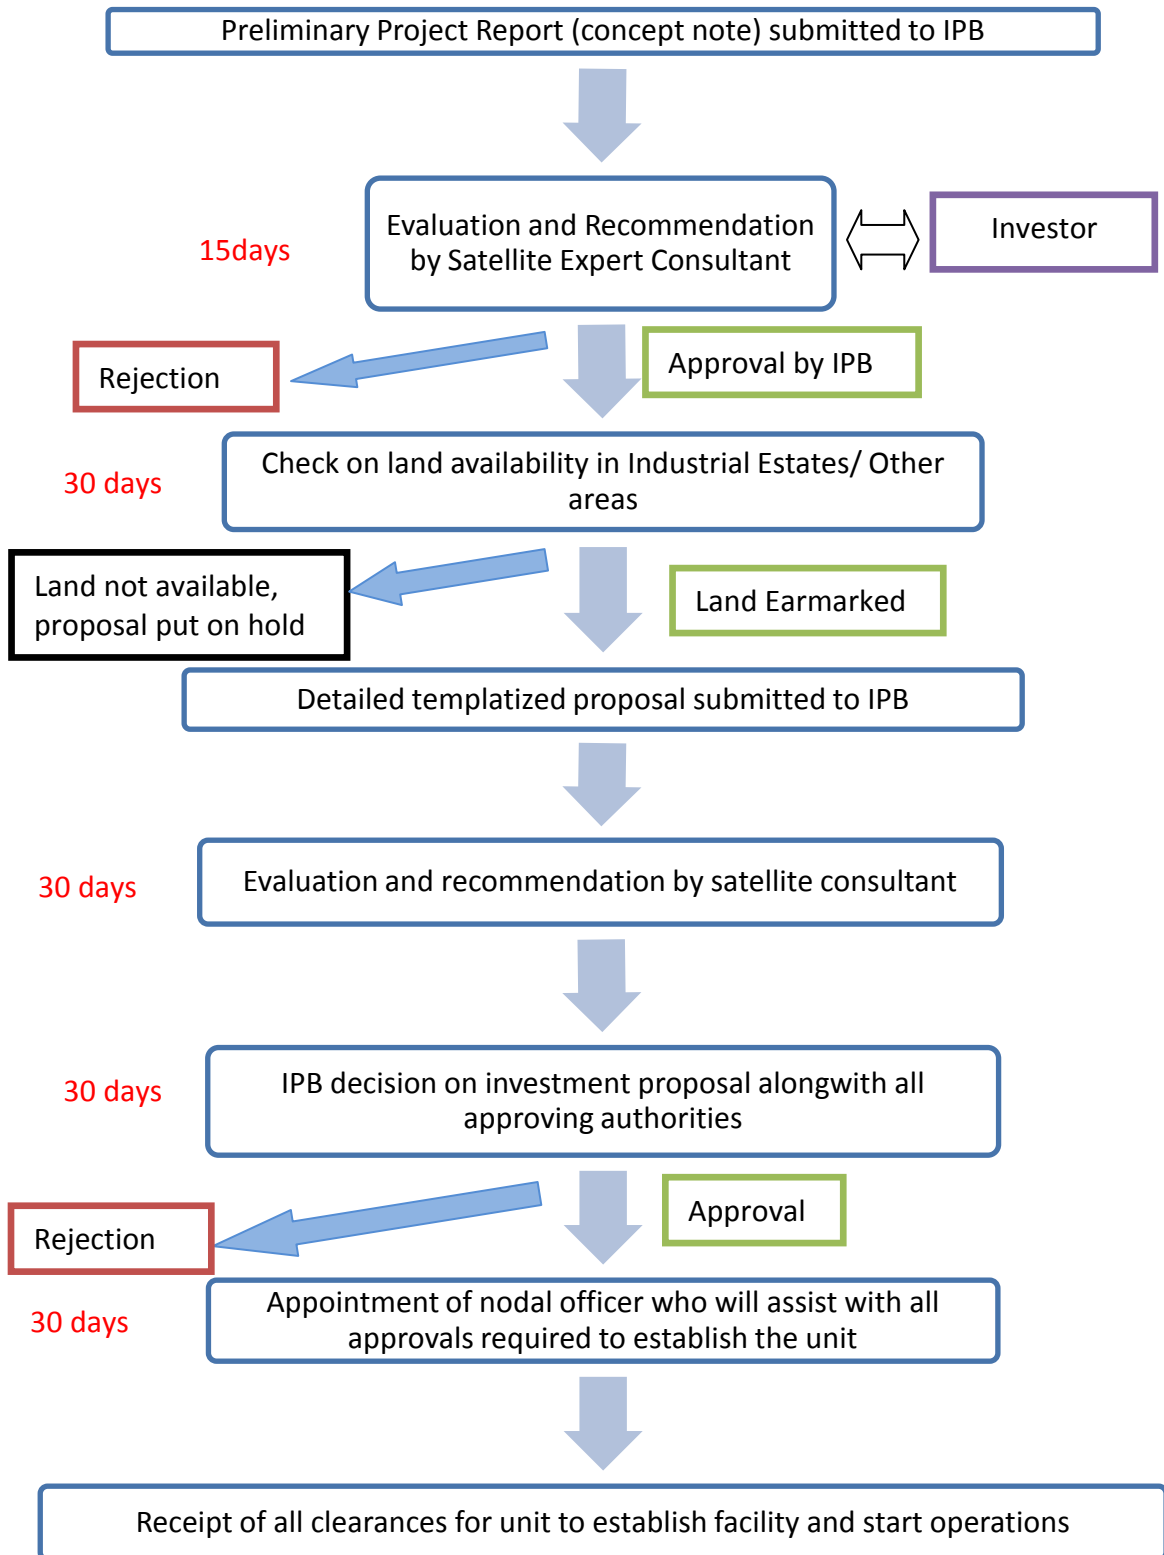 Preliminary Project Report (concept note) submitted to IPB
Evaluation and Recommendation
by Satellite Expert Consultant
Investor
15days
Rejection
Approval by IPB
Check on land availability in Industrial Estates/ Other
areas
30 days
Land not available,
proposal put on hold
Land Earmarked
Detailed templatized proposal submitted to IPB
Evaluation and recommendation by satellite consultant
30 days
IPB decision on investment proposal alongwith all
approving authorities
30 days
Rejection
Approval
Appointment of nodal officer who will assist with all
approvals required to establish the unit
30 days
Receipt of all clearances for unit to establish facility and start operations